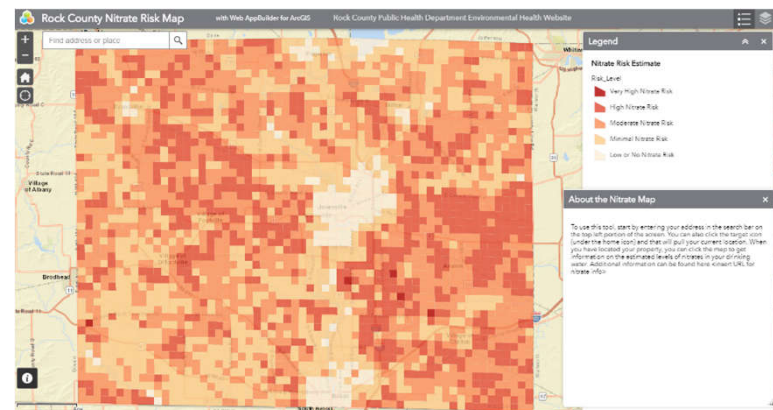 Rock County Nitrate Risk Map
with Web AppBuilder for ArcGIS
Rock County Public Health Department Environmental Health Website
Find address or place
Legend
Nitrate Risk Estimate
Risk_Level
Very High Nitrate Risk
High Nitrate Risk
Moderate Nitrate Risk
Minimal Nitrate Risk
Low or No Nitrate Risk
About the Nitrate Map
To use this tool, start by entering your address in the search bar on
the top left portion of the screen. You can also click the target icon
(under the home icon) and that will pull your current location. When
you have located your property, you can click the map to get
information on the estimated levels of nitrates in your drinking
water. Additional information can be found here <insert URL for
nitrate info>
Village
of Albany
Brodhead
Janesville